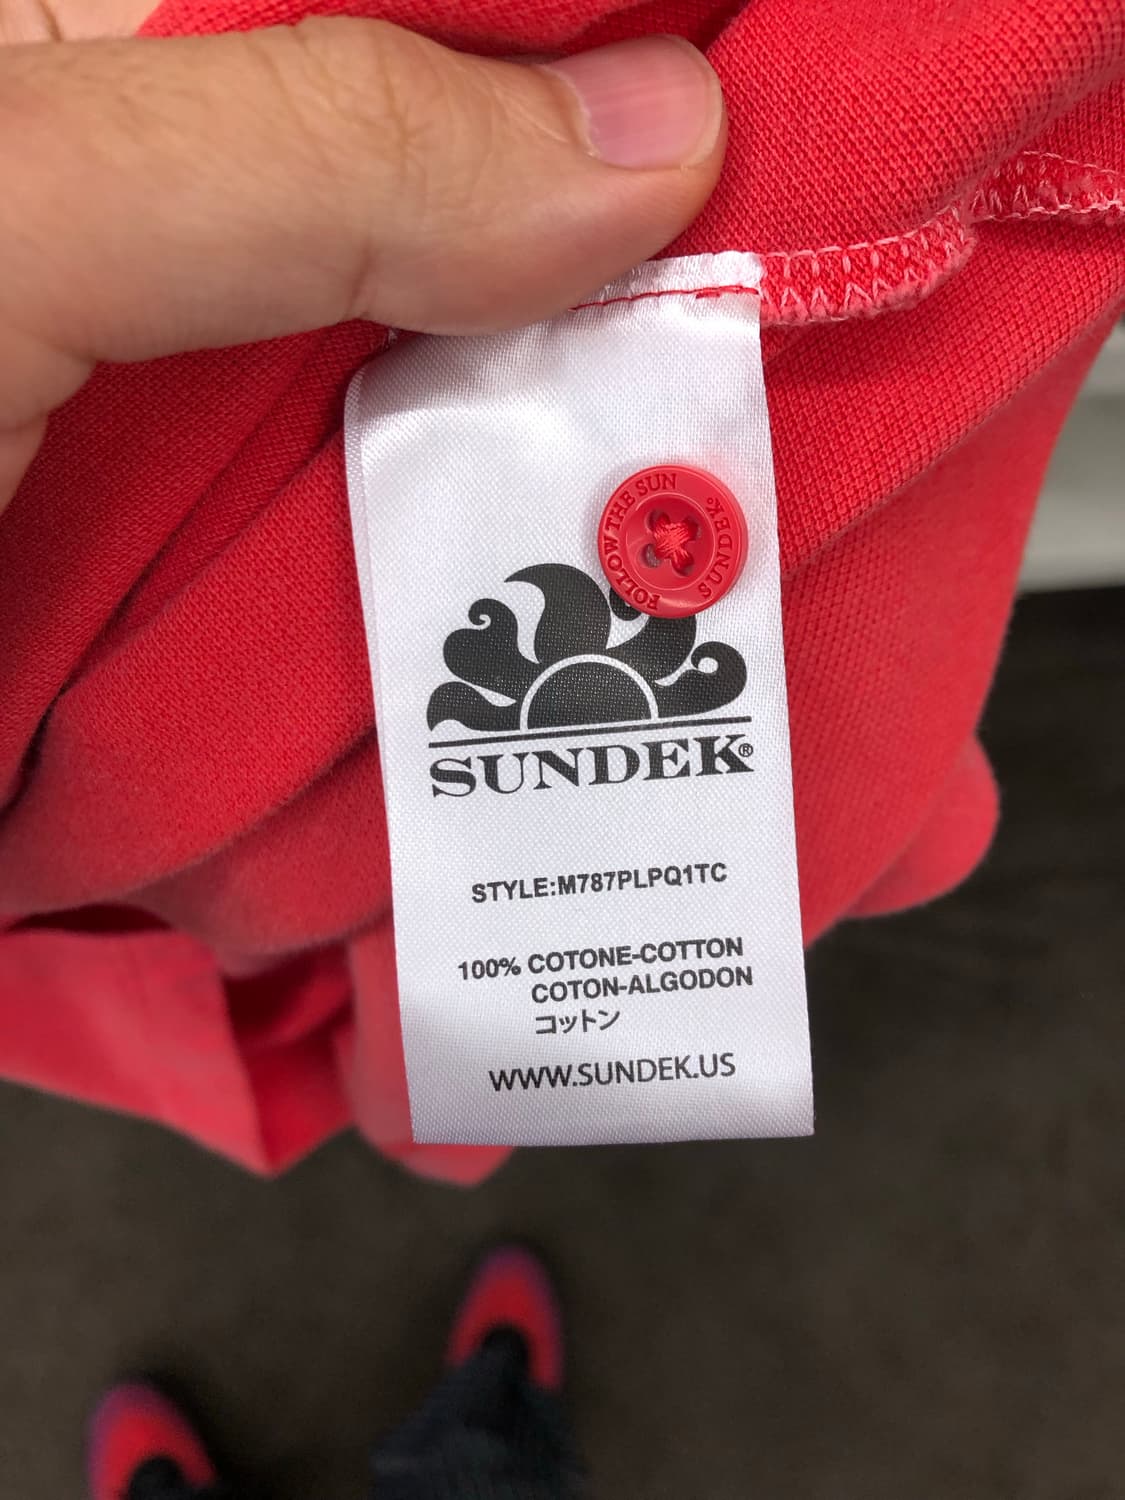 FOLLOW THE SUN
SUNDEK®
SUNDEK®
STYLE:M787PLPQ1TC
100% COTONE-COTTON
COTON-ALGODON
コットン
WWW.SUNDEK.US